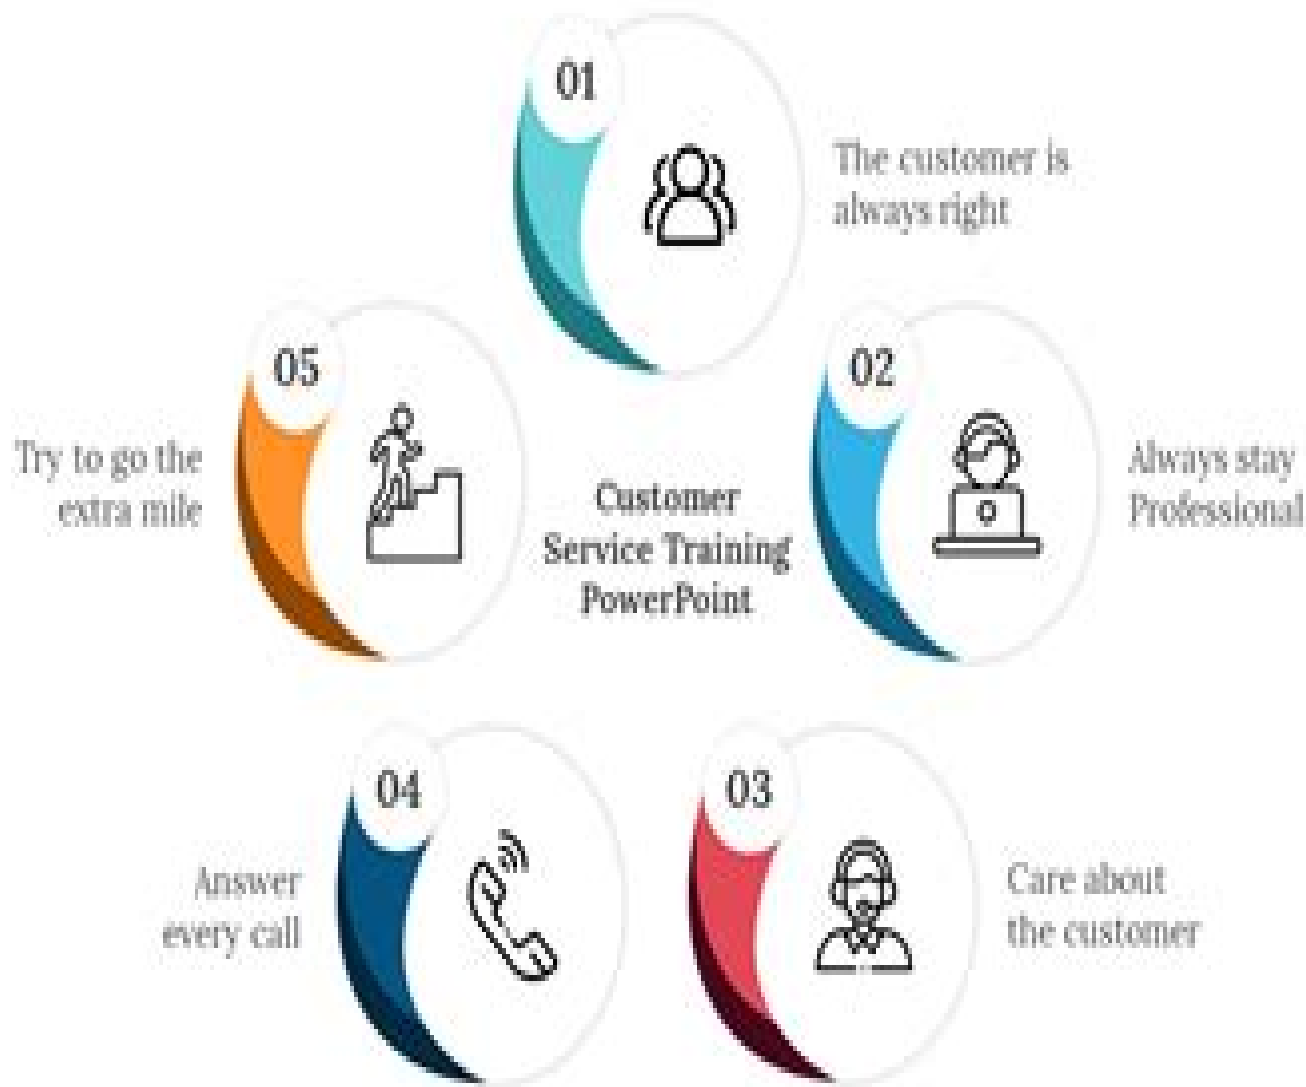 01
The customer is
always right
02
Always stay
Professional
03
Care about
the customer
04
Answer
every call
05
Try to go the
extra mile
Customer
Service Training
PowerPoint